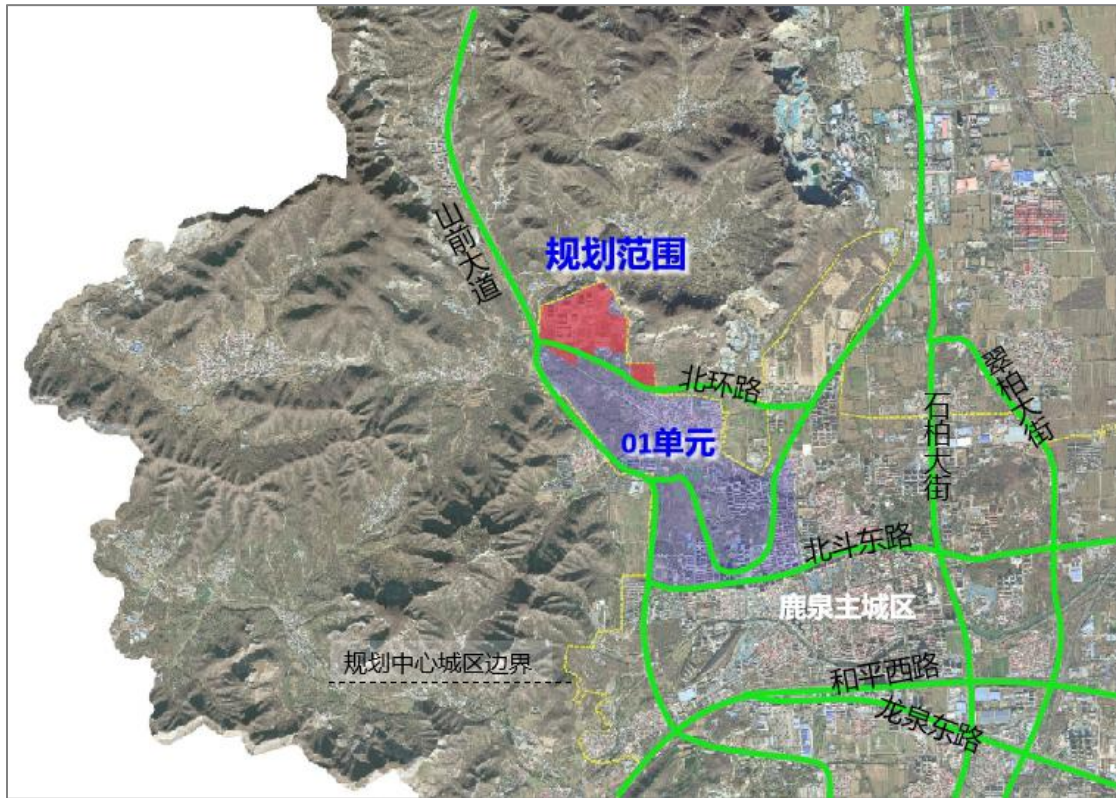 山前大道
规划范围
北环路
翠柏大街
石柏大街
01单元
北斗东路
鹿泉主城区
规划中心城区边界
和平西路
龙泉东路